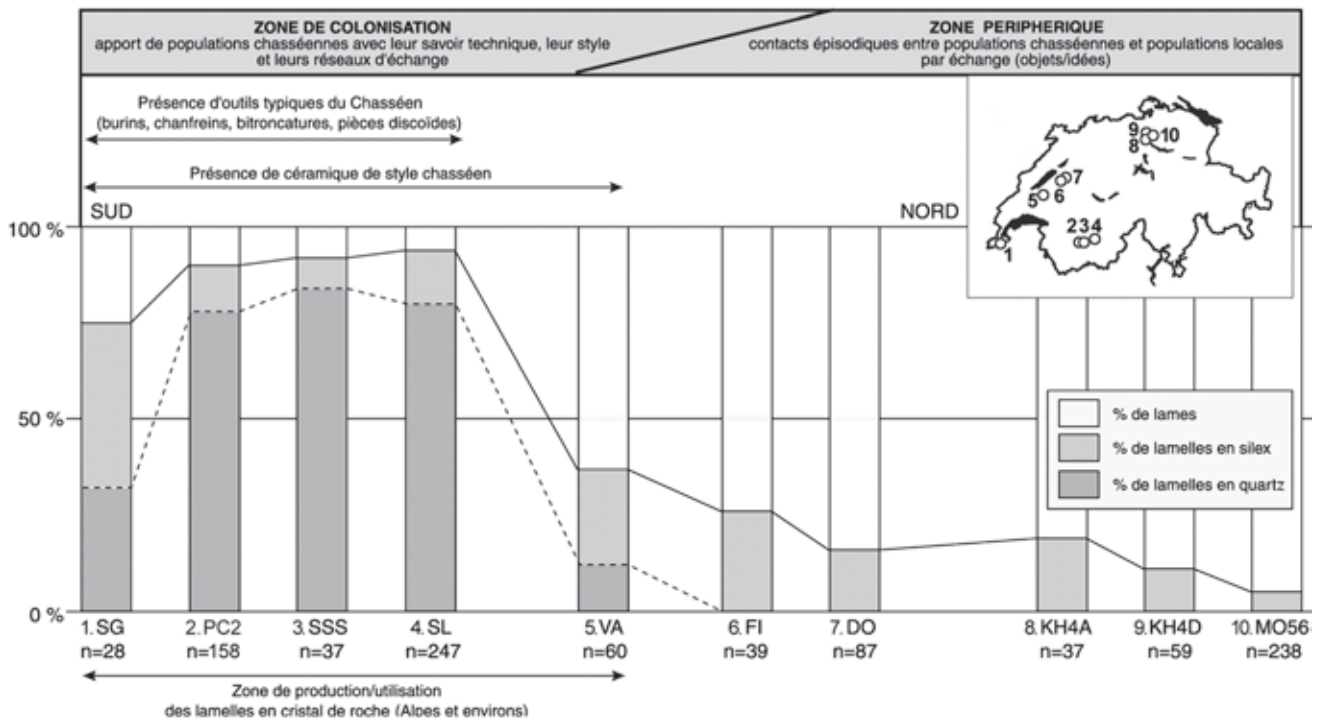 ZONE DE COLONISATION
apport de populations chasséennes avec leur savoir technique, leur style
et leurs réseaux d'échange
ZONE PERIPHERIQUE
contacts épisodiques entre populations chasséennes et populations locales
par échange (objets/idées)
Présence d'outils typiques du Chasséen
(burins, chanfreins, bitroncatures, pièces discoïdes)
Présence de céramique de style chasséen
SUD
NORD
9
8
10
7
5
6
234
1
100 %
50 %
0 %
% de lames
% de lamelles en silex
% de lamelles en quartz
1.SG
n=28
2.PC2
n=158
3.SSS
n=37
4.SL
n=247
5.VA
n=60
6.FI
n=39
7.DO
n=87
8.KH4A
n=37
9.KH4D
n=59
10.MO56
n=238
Zone de production/utilisation
des lamelles en cristal de roche (Alpes et environs)